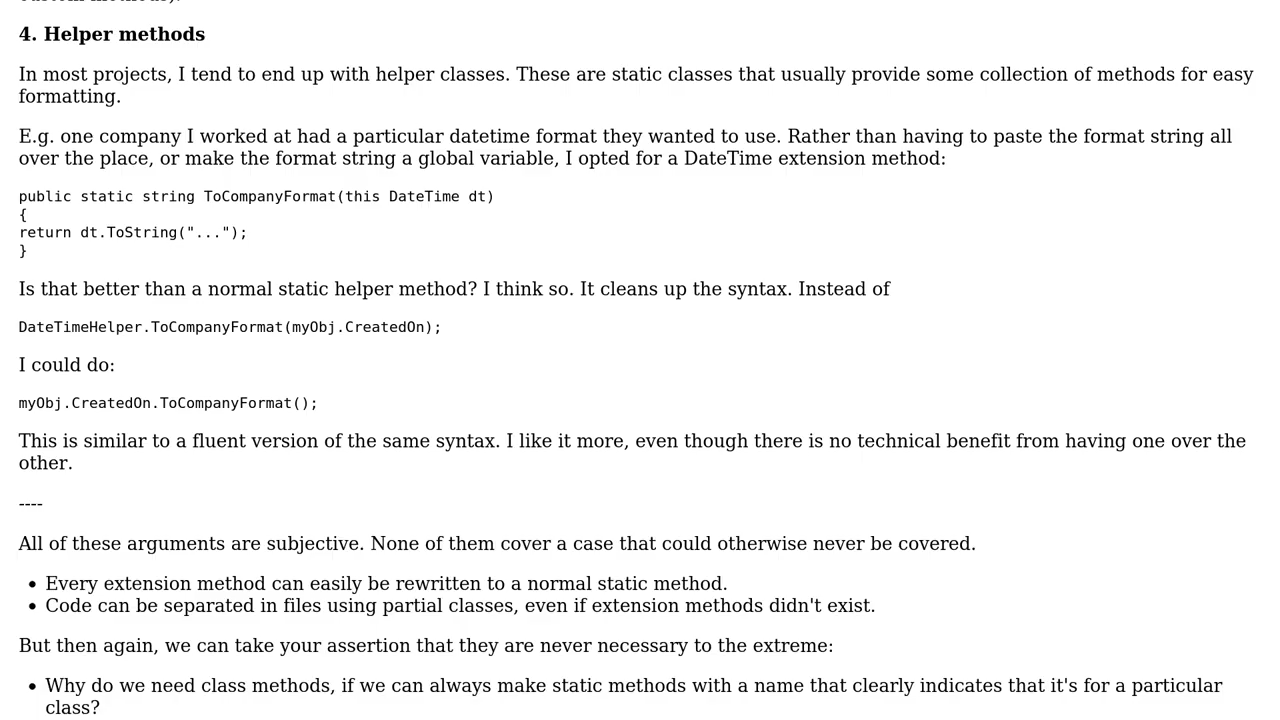 4. Helper methods
In most projects, I tend to end up with helper classes. These are static classes that usually provide some collection of methods for easy
formatting.
E.g. one company I worked at had a particular datetime format they wanted to use. Rather than having to paste the format string all
over the place, or make the format string a global variable, I opted for a DateTime extension method:
public static string ToCompanyFormat(this DateTime dt)
{
return dt.ToString("...");
}
Is that better than a normal static helper method? I think so. It cleans up the syntax. Instead of
DateTimeHelper.ToCompanyFormat(myObj.CreatedOn);
I could do:
myObj.CreatedOn.ToCompanyFormat();
This is similar to a fluent version of the same syntax. I like it more, even though there is no technical benefit from having one over the
other.
----
All of these arguments are subjective. None of them cover a case that could otherwise never be covered.
• Every extension method can easily be rewritten to a normal static method.
• Code can be separated in files using partial classes, even if extension methods didn't exist.
But then again, we can take your assertion that they are never necessary to the extreme:
• Why do we need class methods, if we can always make static methods with a name that clearly indicates that it's for a particular
class?